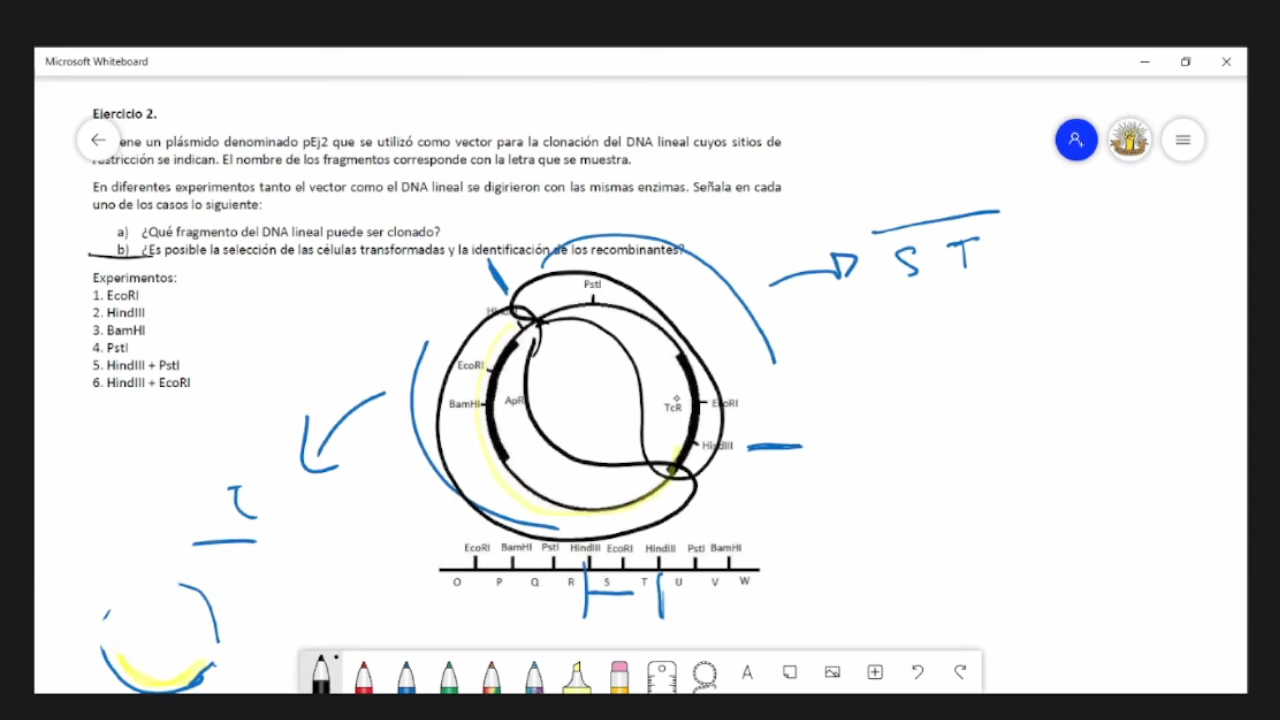 Microsoft Whiteboard
Ejercicio 2.
ene un plásmido denominado pEj2 que se utilizó como vector para la clonación del DNA lineal cuyos sitios de
restricción se indican. El nombre de los fragmentos corresponde con la letra que se muestra.
En diferentes experimentos tanto el vector como el DNA lineal se digirieron con las mismas enzimas. Señala en cada
uno de los casos lo siguiente:
a) ¿Qué fragmento del DNA lineal puede ser clonado?
b) ¿Es posible la selección de las células transformadas y la identificación de los recombinantes?
Experimentos:
1. EcoRI
2. HindIII
3. BamHI
4. PstI
5. HindIII + PstI
6. HindIII + EcoRI
S T
PstI
EcoRI
BamHI
ApR
TcR
EcoRI
HindIII
EcoRI BamHI PstI HindIII EcoRI HindIII PstI BamHI
O P Q R S T U V W
A